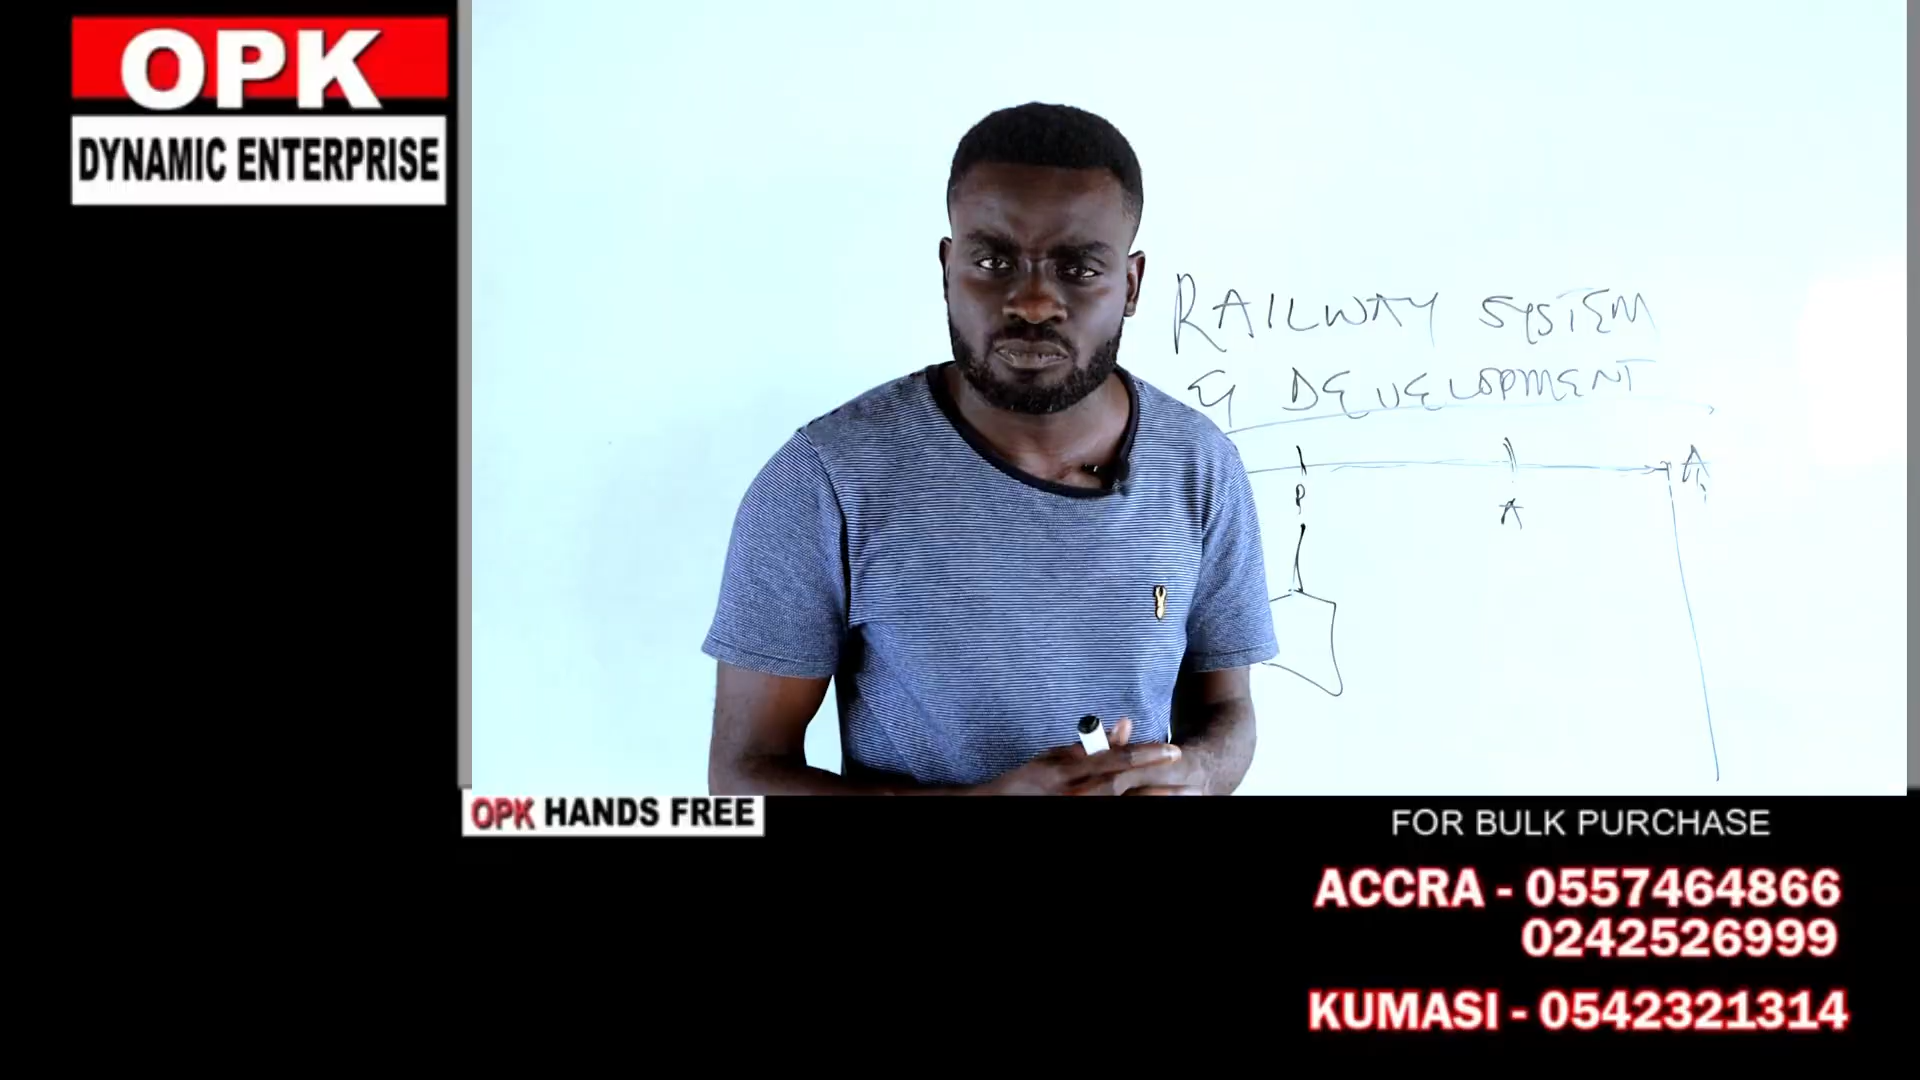 OPK
DYNAMIC ENTERPRISE
RAILWAY SYSTEM
& DEVELOPMENT
P
A
A
OPK HANDS FREE
FOR BULK PURCHASE
ACCRA - 0557464866
0242526999
KUMASI - 0542321314